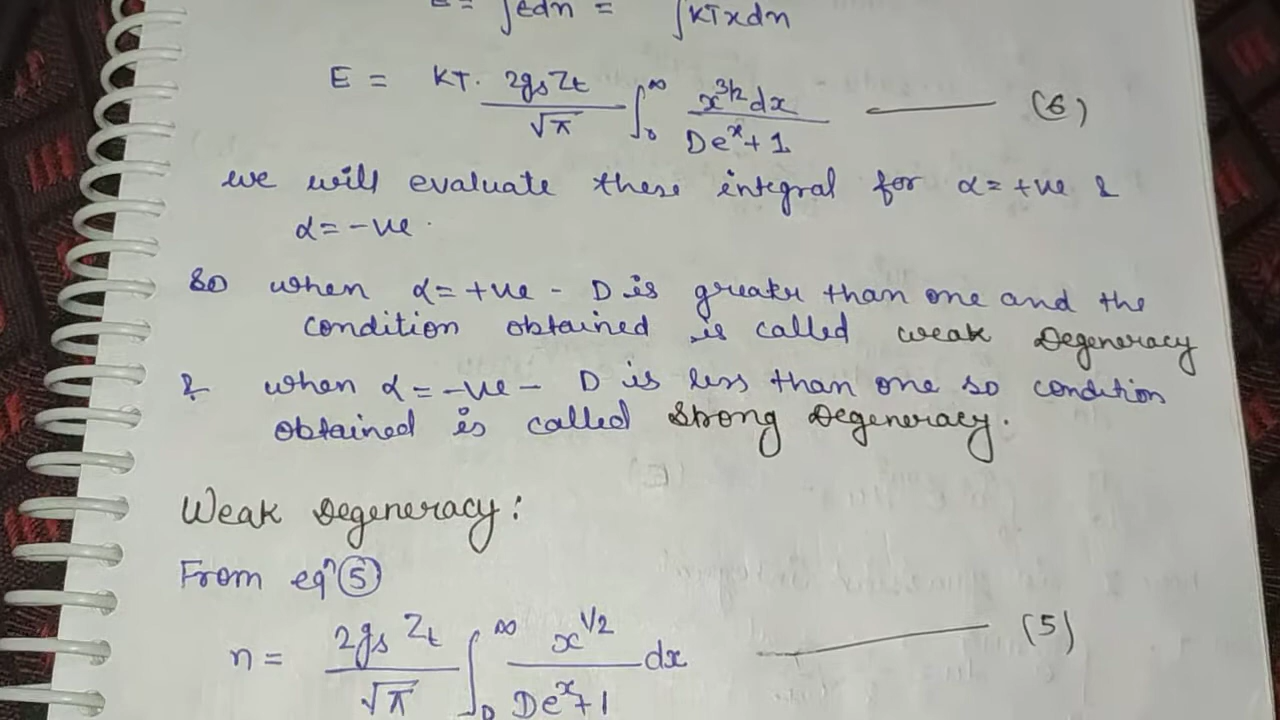 E = ∫Edn = ∫KTxdn
E = KT. 2gsZt/√π ∫₀^∞ x^3/2 dx / De^x+1 —— (6)
we will evaluate these integral for α=+ve &
α=-ve.
so when α=+ve - D is greater than one and the
condition obtained is called weak Degeneracy
& when α=-ve - D is less than one so condition
obtained is called strong Degeneracy.
Weak Degeneracy:
From eqⁿ ⑤
n = 2gs Zt/√π ∫₀^∞ x^1/2 / De^x+1 dx —— (5)